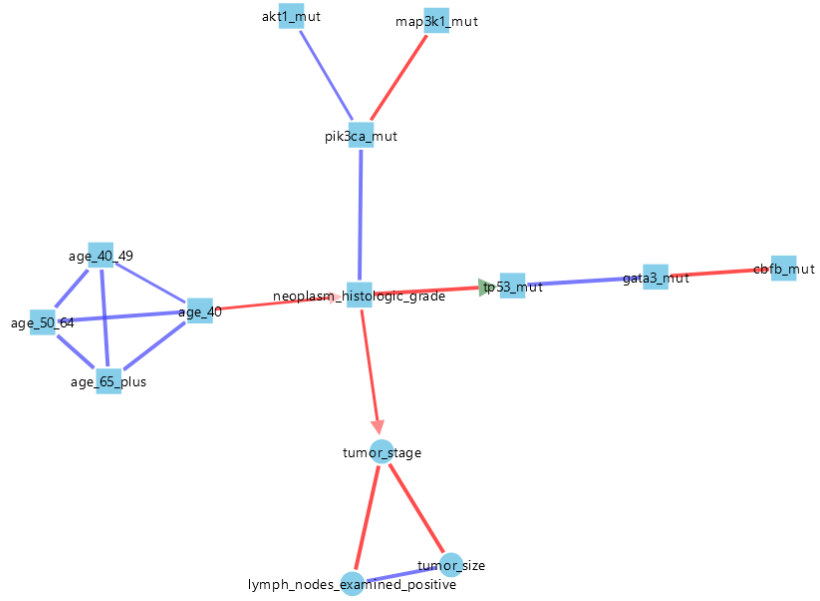 akt1_mut
map3k1_mut
pik3ca_mut
age_40_49
age_50_64
age_40
age_65_plus
neoplasm_histologic_grade
tp53_mut
gata3_mut
cbfb_mut
tumor_stage
tumor_size
lymph_nodes_examined_positive